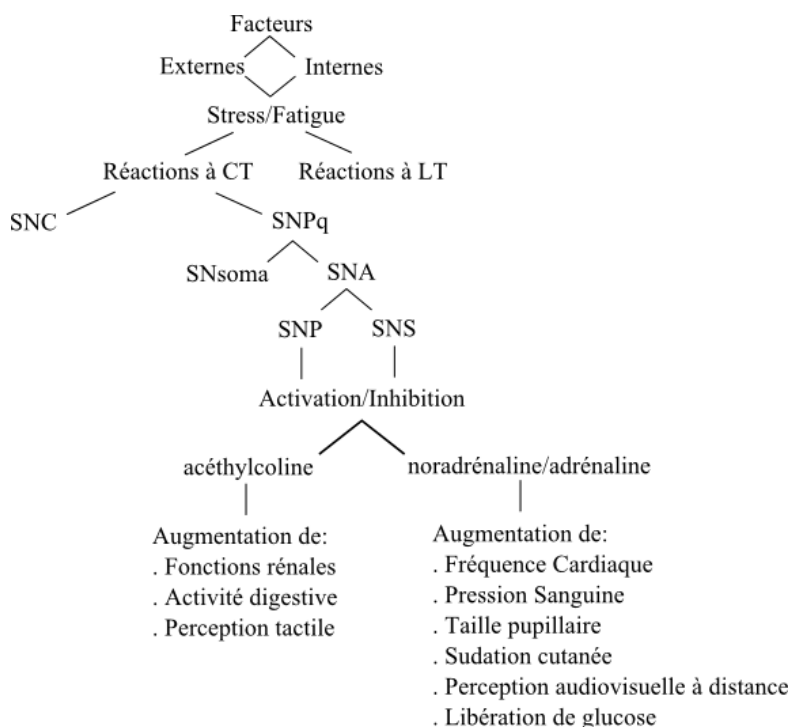 Facteurs
Externes Internes
Stress/Fatigue
Réactions à CT Réactions à LT
SNC SNPq
SNsoma SNA
SNP SNS
Activation/Inhibition
acéthylcoline noradrénaline/adrénaline
Augmentation de:
. Fonctions rénales
. Activité digestive
. Perception tactile
Augmentation de:
. Fréquence Cardiaque
. Pression Sanguine
. Taille pupillaire
. Sudation cutanée
. Perception audiovisuelle à distance
. Libération de glucose